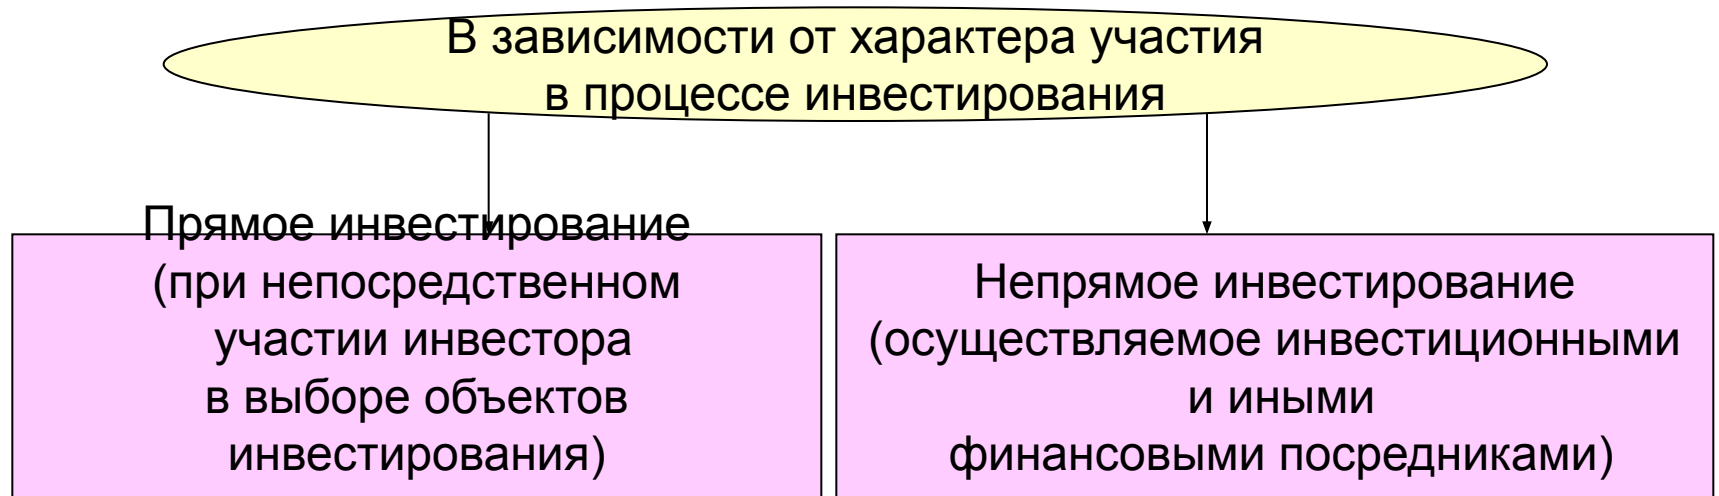 В зависимости от характера участия
в процессе инвестирования
Прямое инвестирование
(при непосредственном
участии инвестора
в выборе объектов
инвестирования)
Непрямое инвестирование
(осуществляемое инвестиционными
и иными
финансовыми посредниками)